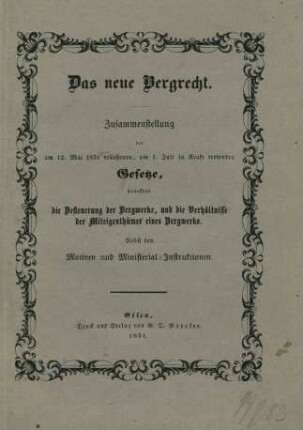 Das neue Bergrecht.
Zusammenstellung
der
am 12. Mai 1851 erlassenen, am 1. Juli in Kraft tretenden
Gesetze,
betreffend
die Besteuerung der Bergwerke, und die Verhältnisse
der Miteigenthümer eines Bergwerks.
Nebst den
Motiven und Ministerial-Instruktionen
Essen,
Druck und Verlag von G. D. Bädeker.
1851.